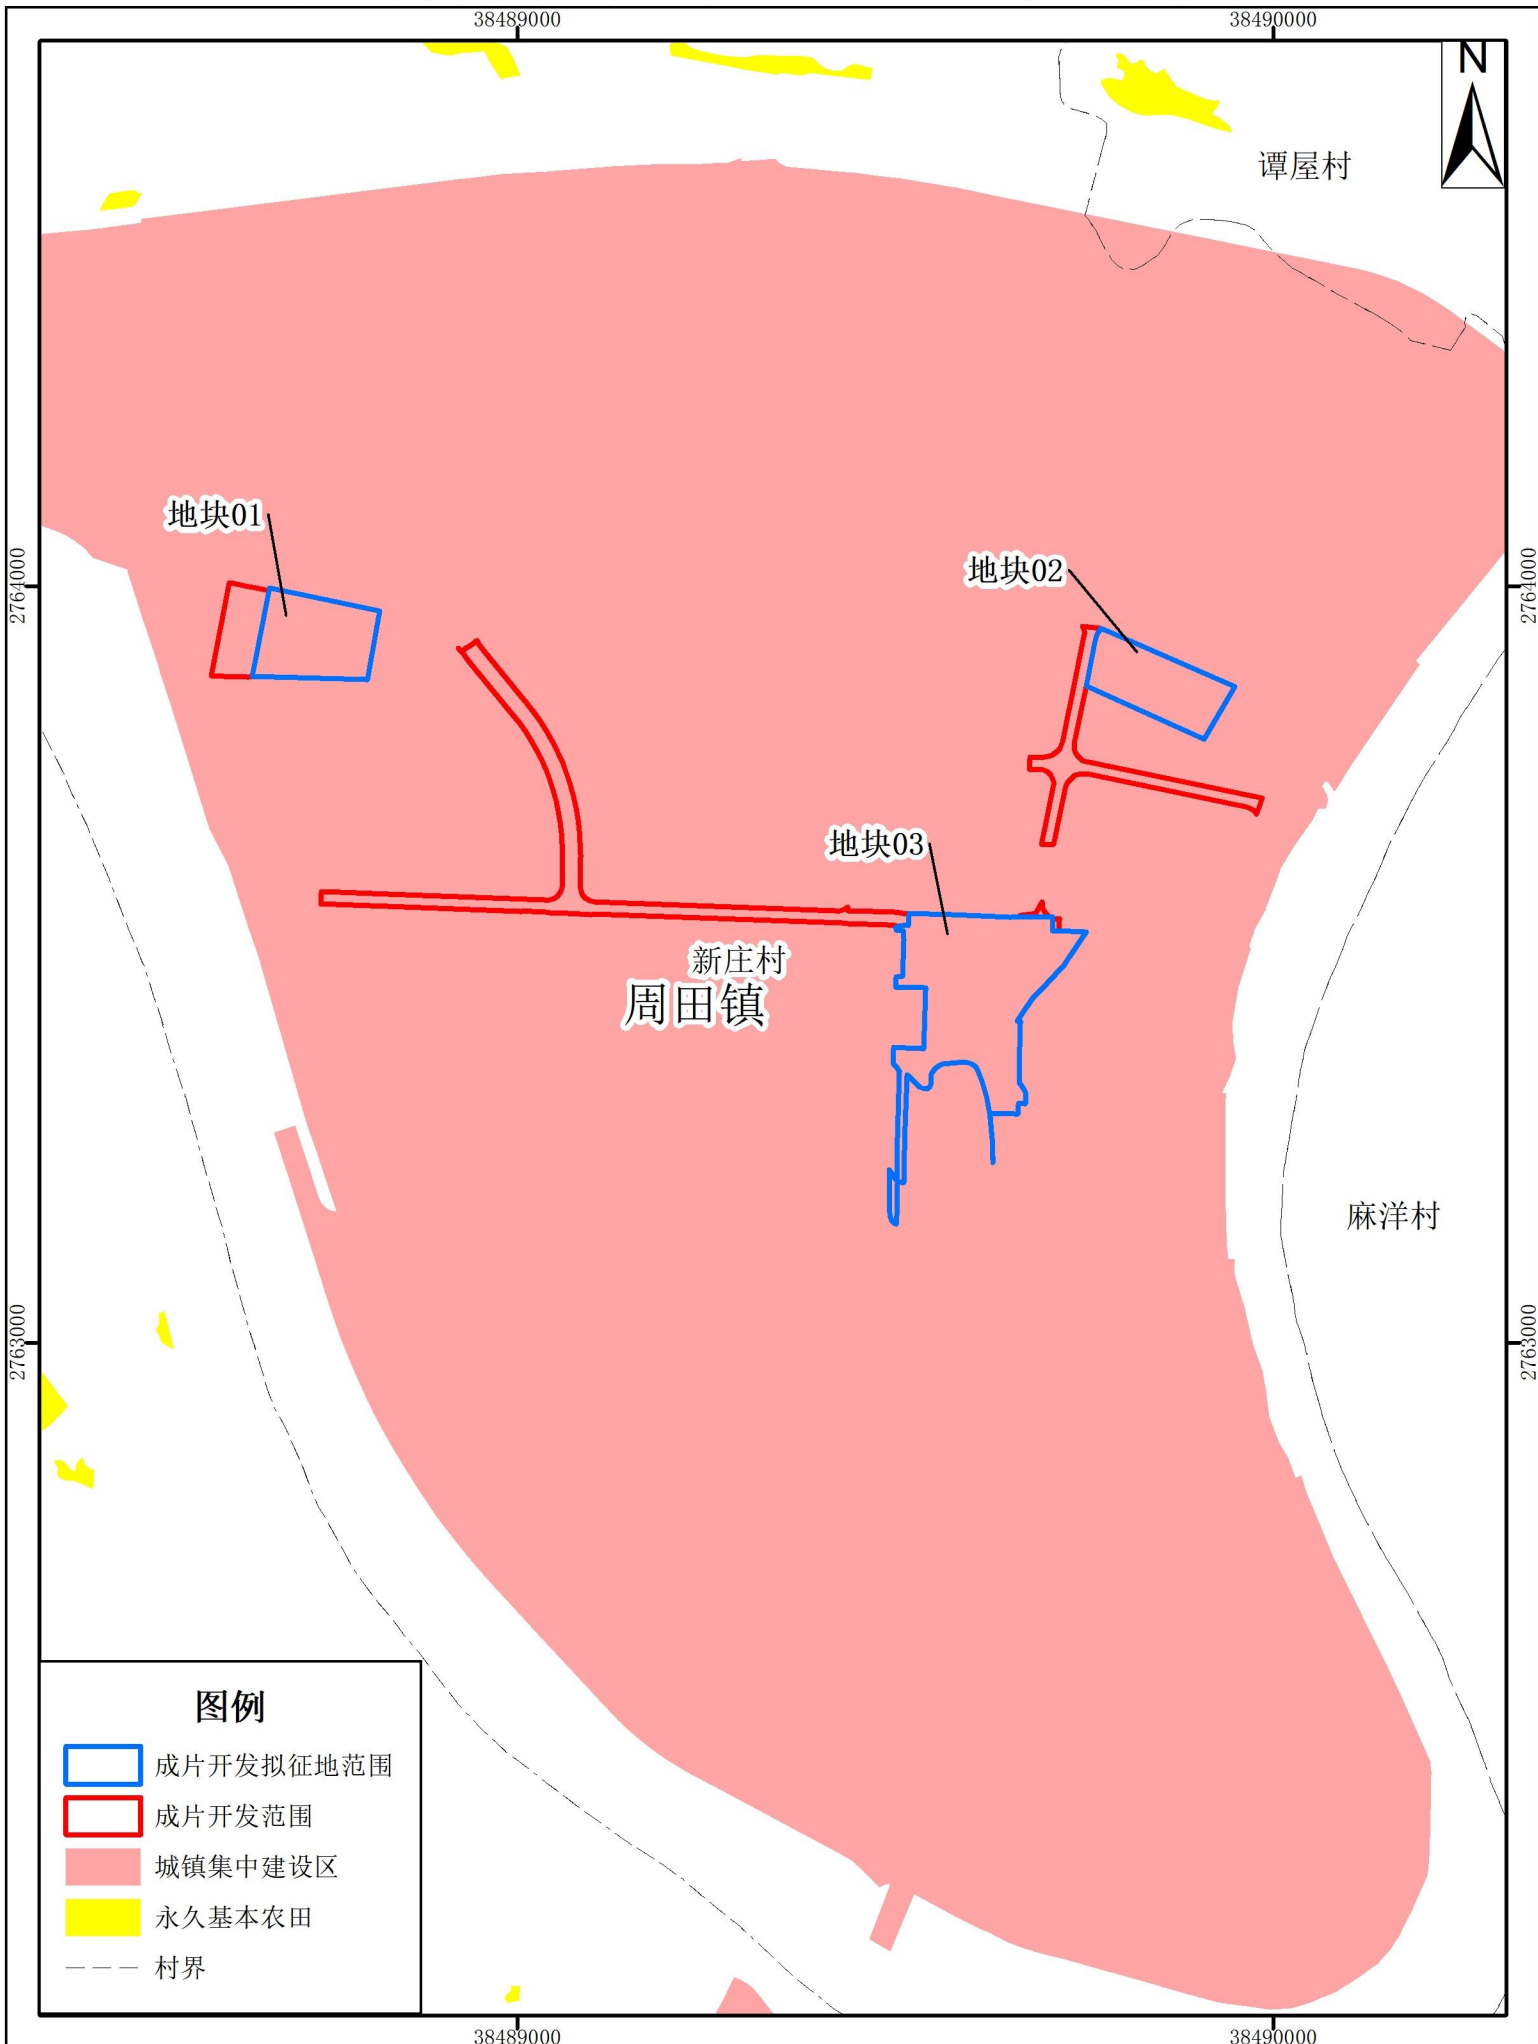 38489000
38490000
N
谭屋村
地块01
地块02
2764000
2764000
地块03
新庄村
周田镇
麻洋村
2763000
2763000
图例
成片开发拟征地范围
成片开发范围
城镇集中建设区
永久基本农田
村界
38489000
38490000